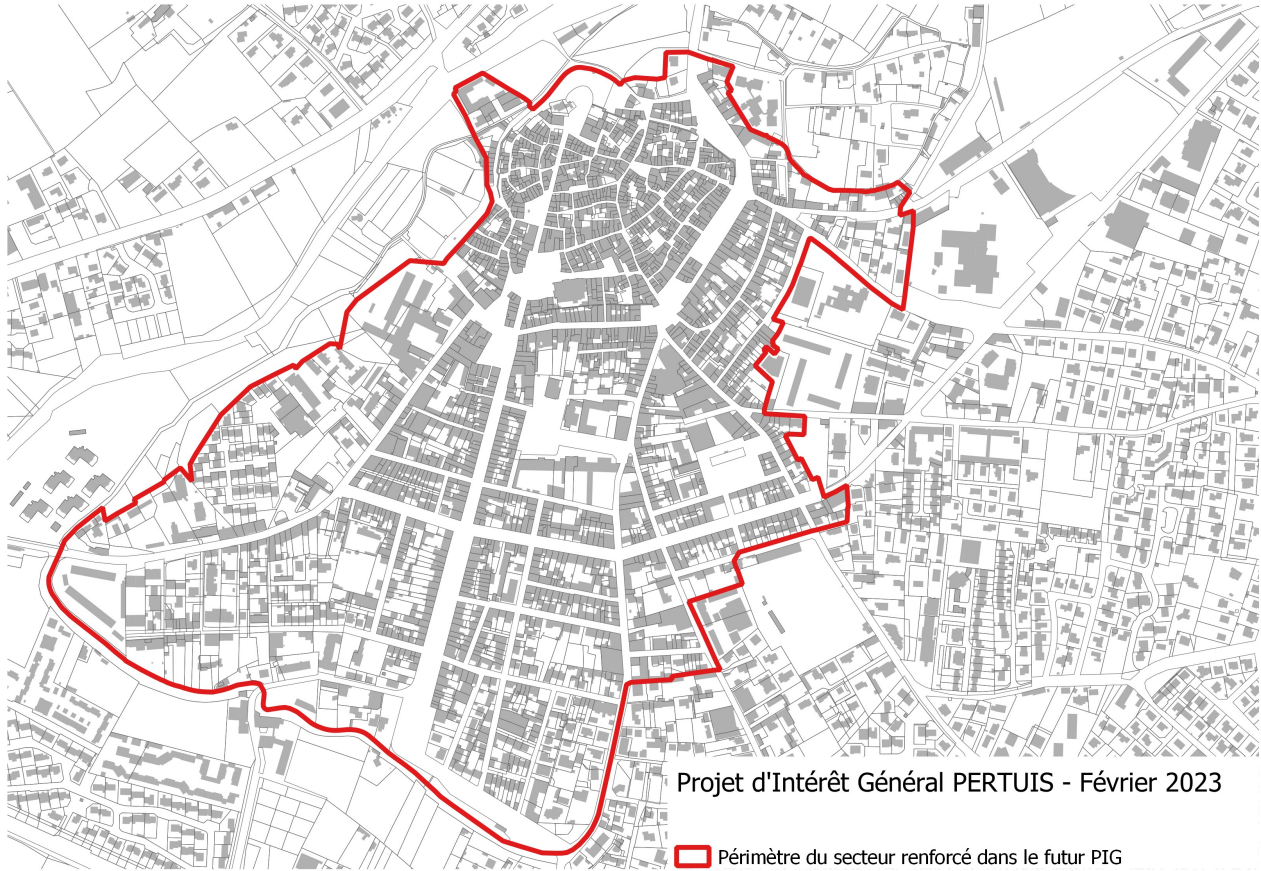 Projet d'Intérêt Général PERTUIS - Février 2023
Périmètre du secteur renforcé dans le futur PIG